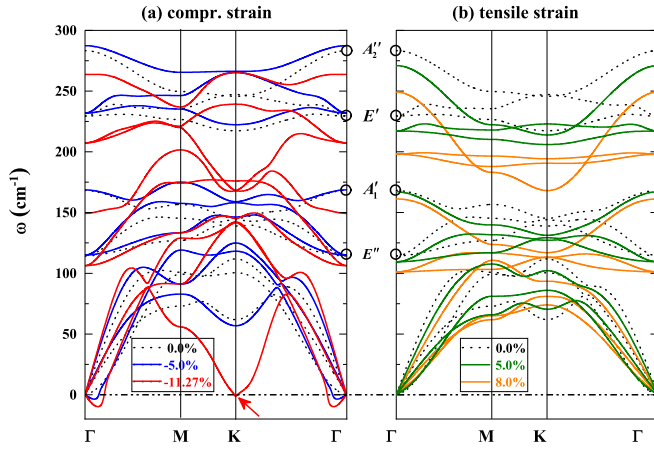 (a) compr. strain
(b) tensile strain
ω (cm⁻¹)
300
250
200
150
100
50
0
A₂′′
E′
A₁′
E′′
0.0%
-5.0%
-11.27%
0.0%
5.0%
8.0%
Γ M K Γ Γ M K Γ